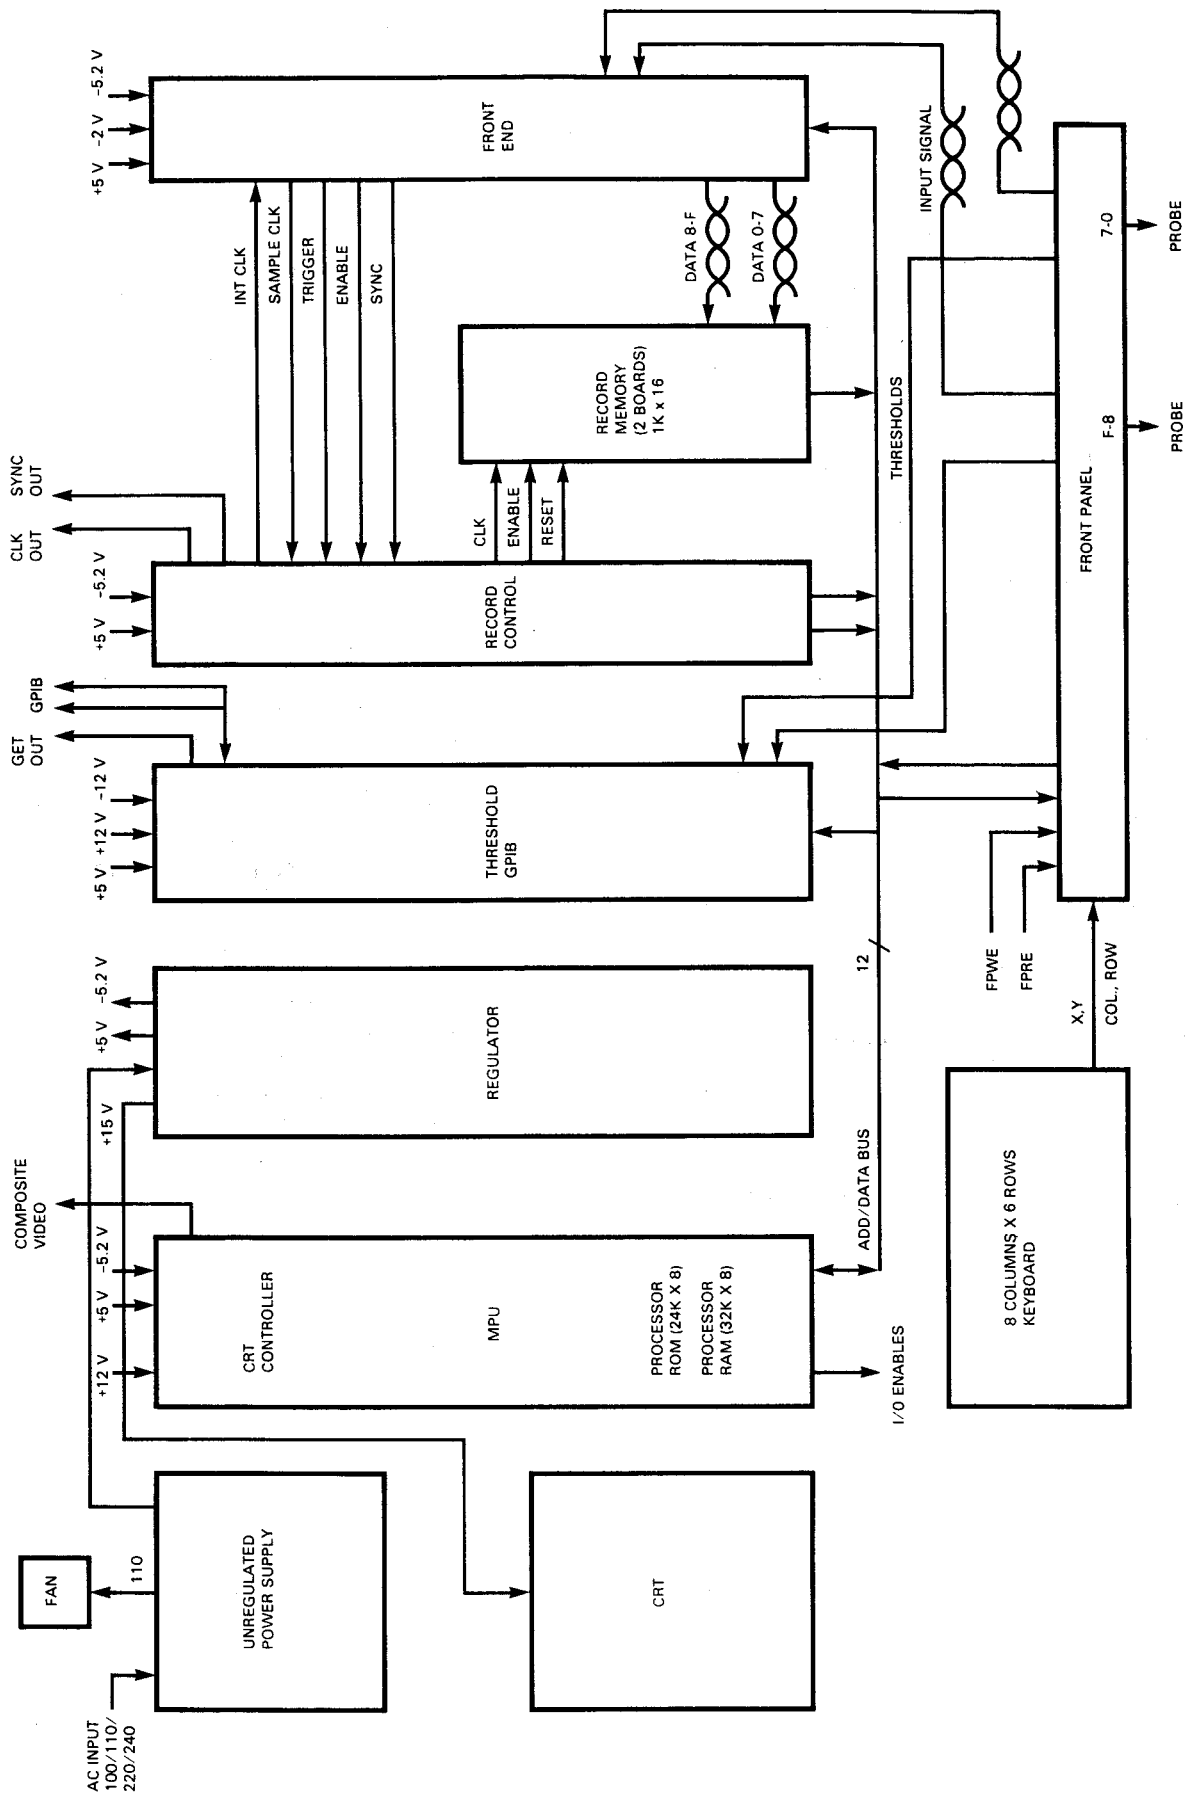 AC INPUT
100/110/
220/240
FAN
110
UNREGULATED
POWER SUPPLY
CRT
COMPOSITE
VIDEO
+12 V
+5 V
-5.2 V
CRT
CONTROLLER
MPU
PROCESSOR
ROM (24K X 8)
PROCESSOR
RAM (32K X 8)
I/O ENABLES
ADD/DATA BUS
8 COLUMNS X 6 ROWS
KEYBOARD
+15 V
+5 V
-5.2 V
REGULATOR
12
X,Y
COL., ROW
FPWE
FPRE
GET
OUT
GPIB
+5 V
+12 V
-12 V
THRESHOLD
GPIB
CLK
OUT
SYNC
OUT
+5 V
-5.2 V
RECORD
CONTROL
CLK
ENABLE
RESET
RECORD
MEMORY
(2 BOARDS)
1K x 16
THRESHOLDS
FRONT PANEL
F-8
7-0
PROBE
PROBE
INT CLK
SAMPLE CLK
TRIGGER
ENABLE
SYNC
DATA 8-F
DATA 0-7
INPUT SIGNAL
+5 V
-2 V
-5.2 V
FRONT
END